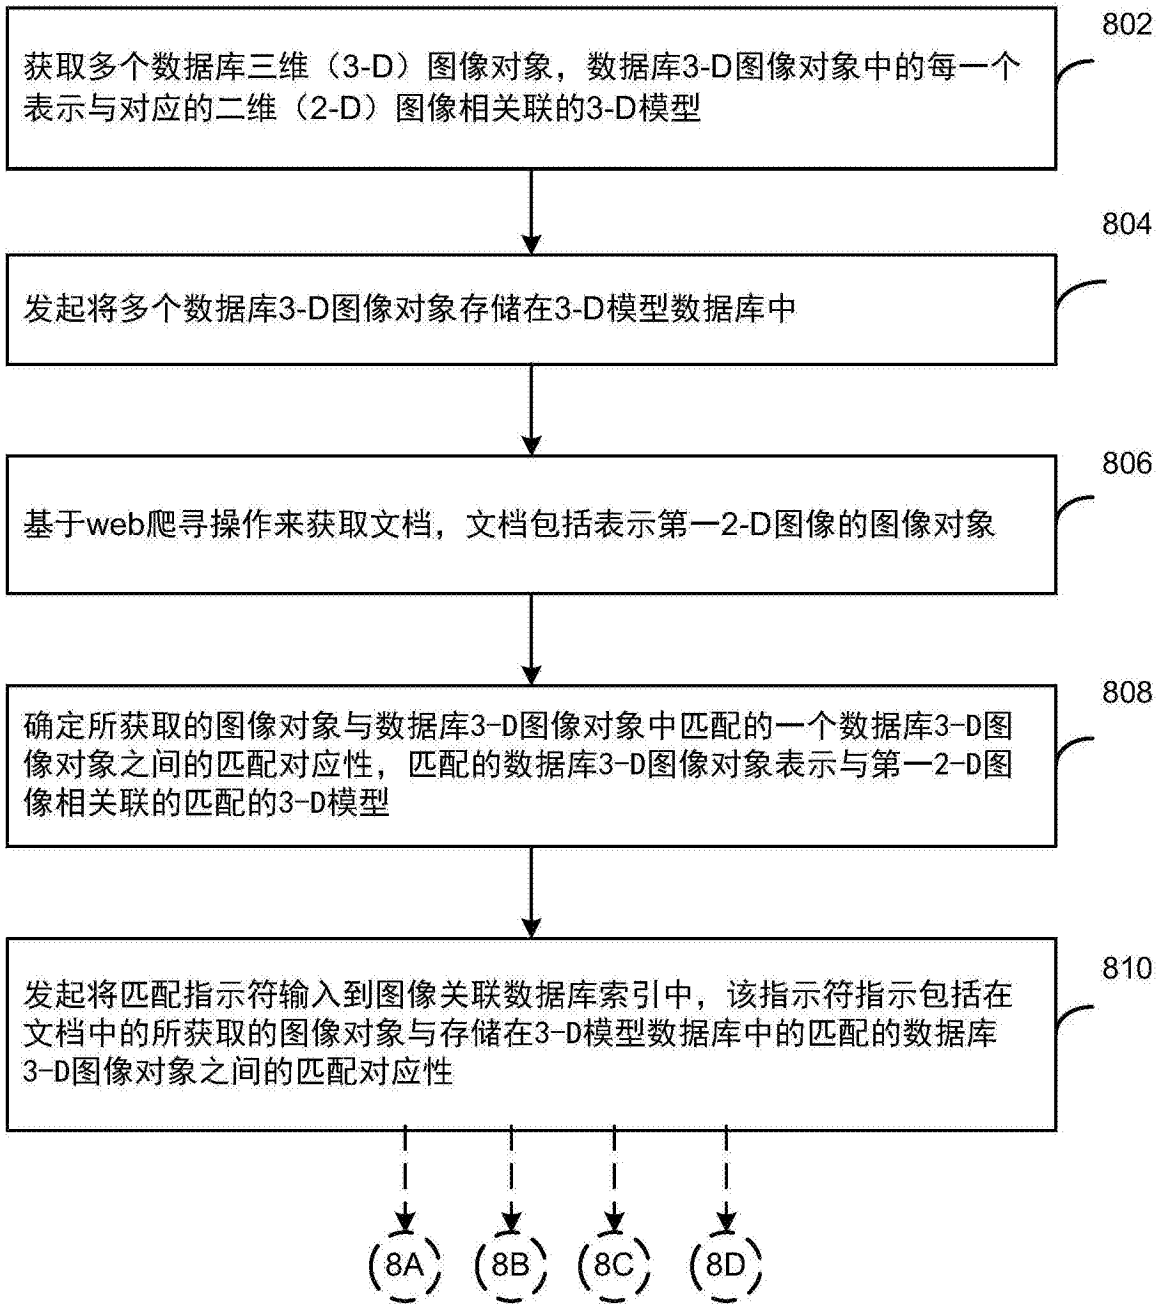 802
获取多个数据库三维（3-D）图像对象，数据库3-D图像对象中的每一个
表示与对应的二维（2-D）图像相关联的3-D模型
804
发起将多个数据库3-D图像对象存储在3-D模型数据库中
806
基于web爬寻操作来获取文档，文档包括表示第一2-D图像的图像对象
808
确定所获取的图像对象与数据库3-D图像对象中匹配的一个数据库3-D图
像对象之间的匹配对应性，匹配的数据库3-D图像对象表示与第一2-D图
像相关联的匹配的3-D模型
810
发起将匹配指示符输入到图像关联数据库索引中，该指示符指示包括在
文档中的所获取的图像对象与存储在3-D模型数据库中的匹配的数据库
3-D图像对象之间的匹配对应性
8A 8B 8C 8D